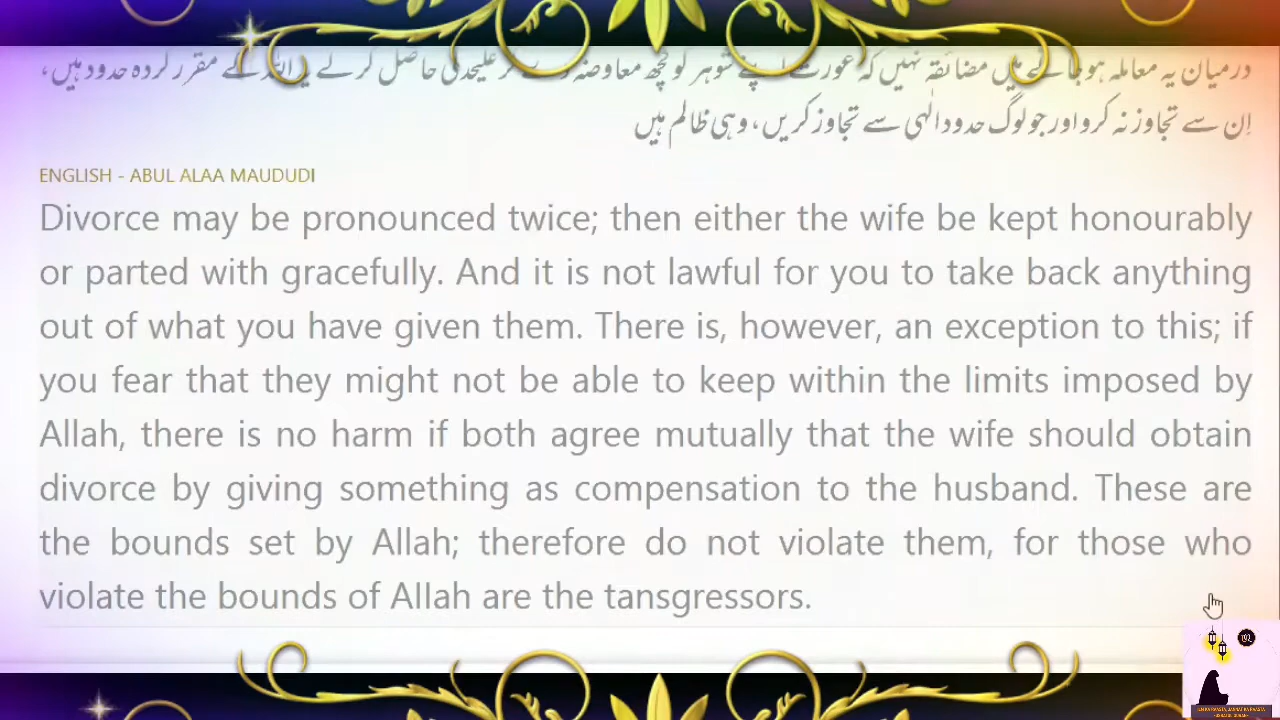 درمیان یہ معاملہ ہو جانے میں مضائقہ نہیں کہ عورت اپنے شوہر کو کچھ معاوضہ دے کر علیحدگی حاصل کر لے یہ اللہ کے مقرر کردہ حدود ہیں،
اِن سے تجاوز نہ کرو اور جو لوگ حدود الٰہی سے تجاوز کریں، وہی ظالم ہیں
ENGLISH - ABUL ALAA MAUDUDI
Divorce may be pronounced twice; then either the wife be kept honourably
or parted with gracefully. And it is not lawful for you to take back anything
out of what you have given them. There is, however, an exception to this; if
you fear that they might not be able to keep within the limits imposed by
Allah, there is no harm if both agree mutually that the wife should obtain
divorce by giving something as compensation to the husband. These are
the bounds set by Allah; therefore do not violate them, for those who
violate the bounds of Allah are the tansgressors.